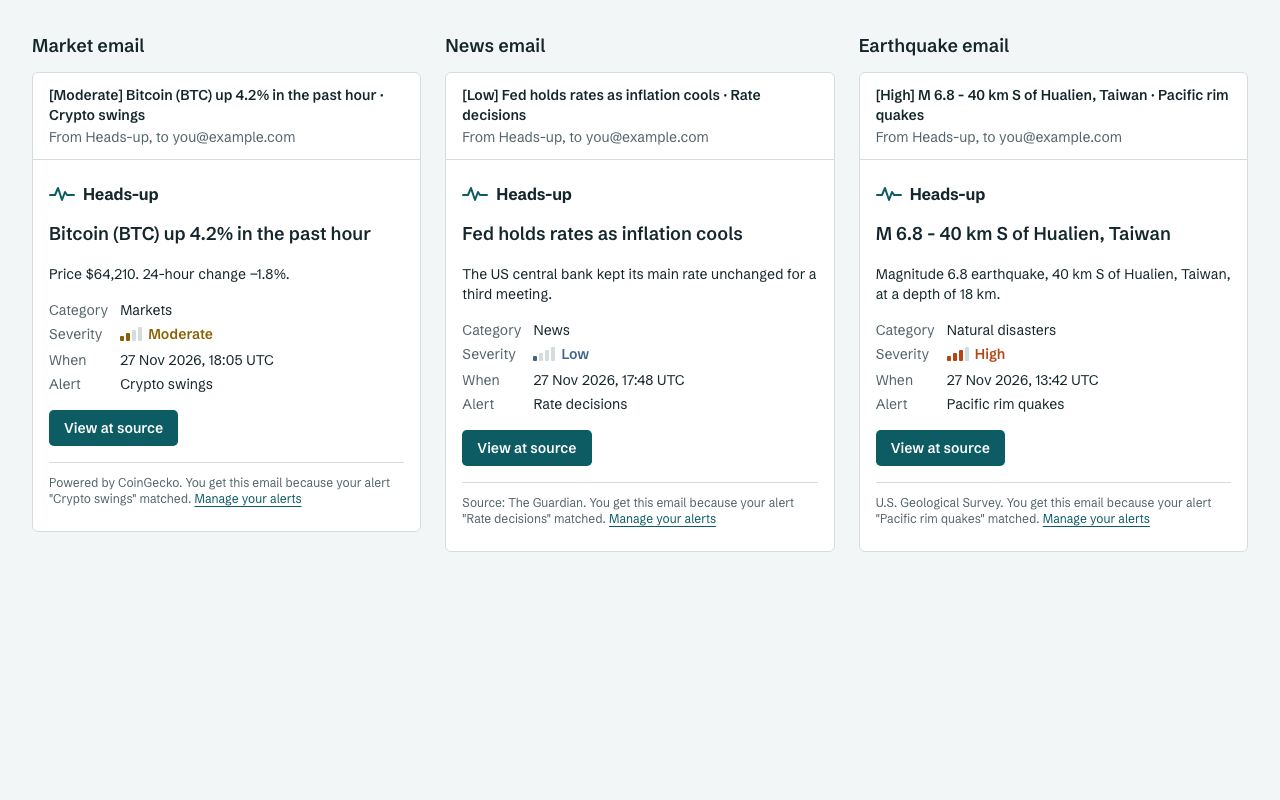 Market email
[Moderate] Bitcoin (BTC) up 4.2% in the past hour ·
Crypto swings
From Heads-up, to you@example.com
Heads-up
Bitcoin (BTC) up 4.2% in the past hour
Price $64,210. 24-hour change −1.8%.
Category Markets
Severity Moderate
When 27 Nov 2026, 18:05 UTC
Alert Crypto swings
View at source
Powered by CoinGecko. You get this email because your alert
"Crypto swings" matched. Manage your alerts
News email
[Low] Fed holds rates as inflation cools · Rate
decisions
From Heads-up, to you@example.com
Heads-up
Fed holds rates as inflation cools
The US central bank kept its main rate unchanged for a
third meeting.
Category News
Severity Low
When 27 Nov 2026, 17:48 UTC
Alert Rate decisions
View at source
Source: The Guardian. You get this email because your alert
"Rate decisions" matched. Manage your alerts
Earthquake email
[High] M 6.8 - 40 km S of Hualien, Taiwan · Pacific rim
quakes
From Heads-up, to you@example.com
Heads-up
M 6.8 - 40 km S of Hualien, Taiwan
Magnitude 6.8 earthquake, 40 km S of Hualien, Taiwan,
at a depth of 18 km.
Category Natural disasters
Severity High
When 27 Nov 2026, 13:42 UTC
Alert Pacific rim quakes
View at source
U.S. Geological Survey. You get this email because your alert
"Pacific rim quakes" matched. Manage your alerts